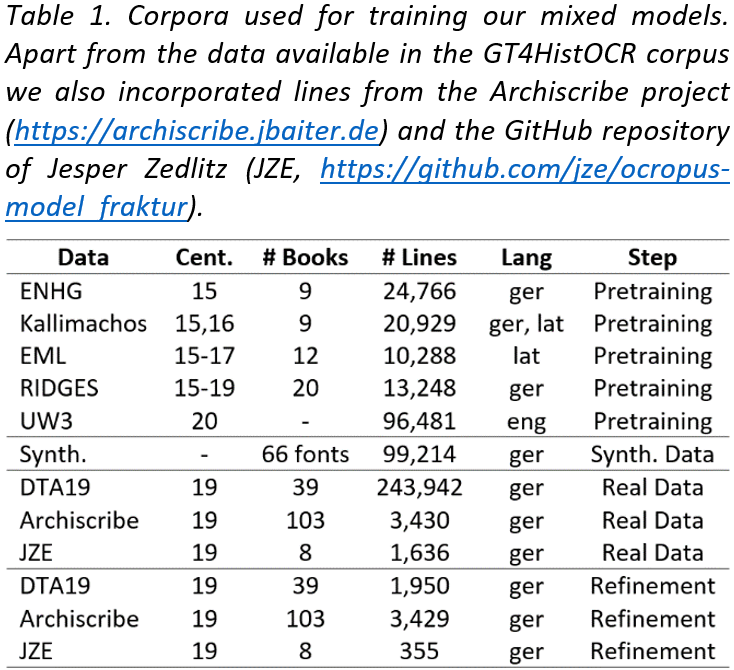 Table 1. Corpora used for training our mixed models.
Apart from the data available in the GT4HistOCR corpus
we also incorporated lines from the Archiscribe project
(https://archiscribe.jbaiter.de) and the GitHub repository
of Jesper Zedlitz (JZE, https://github.com/jze/ocropus-
model_fraktur).
Data Cent. # Books # Lines Lang Step
ENHG 15 9 24,766 ger Pretraining
Kallimachos 15,16 9 20,929 ger, lat Pretraining
EML 15-17 12 10,288 lat Pretraining
RIDGES 15-19 20 13,248 ger Pretraining
UW3 20 - 96,481 eng Pretraining
Synth. - 66 fonts 99,214 ger Synth. Data
DTA19 19 39 243,942 ger Real Data
Archiscribe 19 103 3,430 ger Real Data
JZE 19 8 1,636 ger Real Data
DTA19 19 39 1,950 ger Refinement
Archiscribe 19 103 3,429 ger Refinement
JZE 19 8 355 ger Refinement